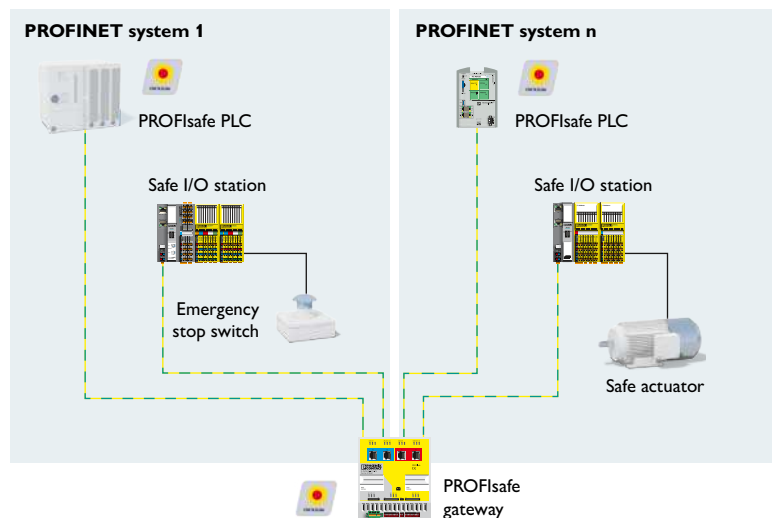 PROFINET system 1
PROFINET system n
PROFIsafe PLC
PROFIsafe PLC
Safe I/O station
Safe I/O station
Emergency
stop switch
Safe actuator
PROFIsafe
gateway